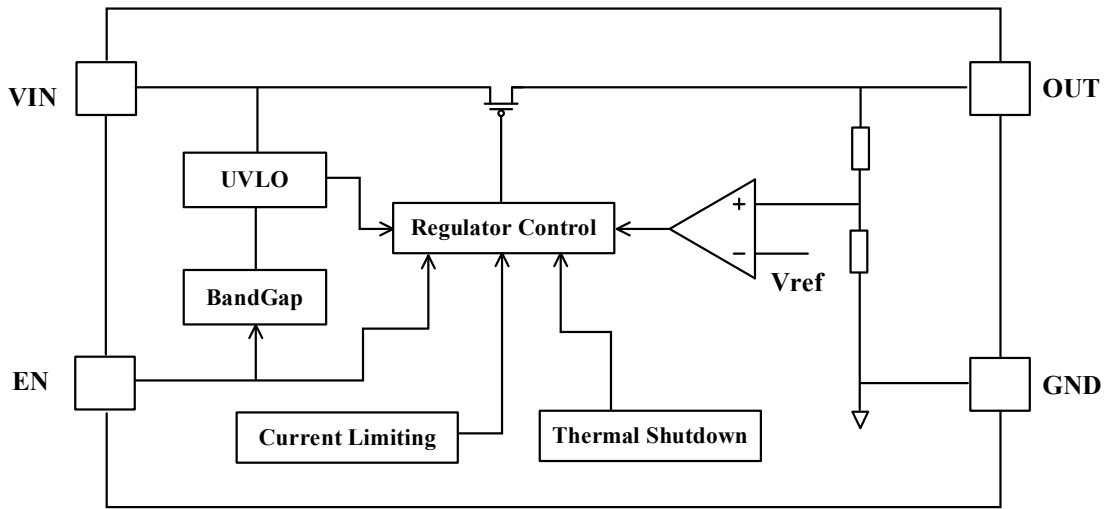 VIN
OUT
UVLO
Regulator Control
+
−
Vref
BandGap
EN
GND
Current Limiting
Thermal Shutdown